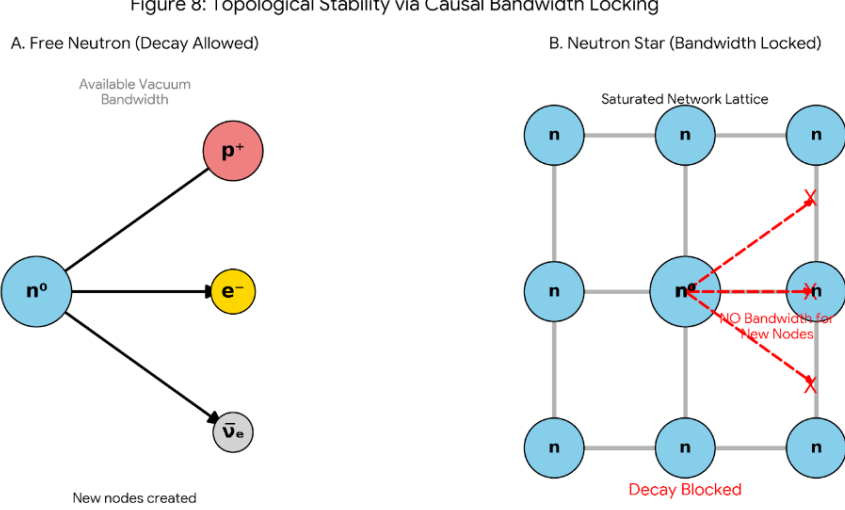 Figure 8: Topological Stability via Causal Bandwidth Locking
A. Free Neutron (Decay Allowed)
Available Vacuum
Bandwidth
p⁺
n⁰
e⁻
ν̄ₑ
New nodes created
B. Neutron Star (Bandwidth Locked)
Saturated Network Lattice
n
n
n
X
n
n
X
n
NO Bandwidth for
New Nodes
X
n
n
n
Decay Blocked